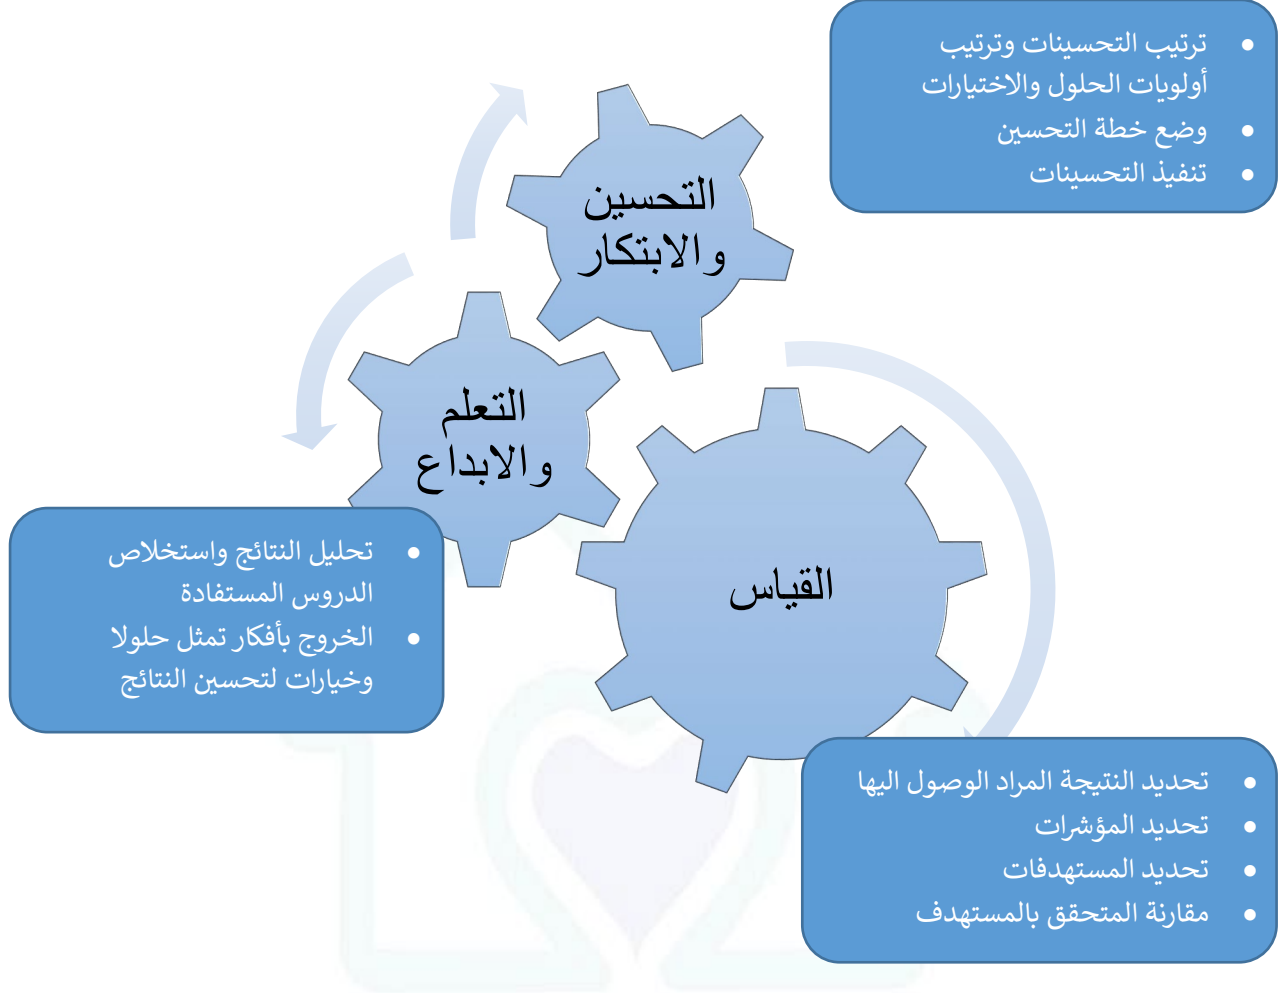 ترتيب التحسينات وترتيب
أولويات الحلول والاختيارات
وضع خطة التحسين
تنفيذ التحسينات
التحسين
والابتكار
التعلم
والابداع
تحليل النتائج واستخلاص
الدروس المستفادة
الخروج بأفكار تمثل حلولا
وخيارات لتحسين النتائج
القياس
تحديد النتيجة المراد الوصول اليها
تحديد المؤشرات
تحديد المستهدفات
مقارنة المتحقق بالمستهدف